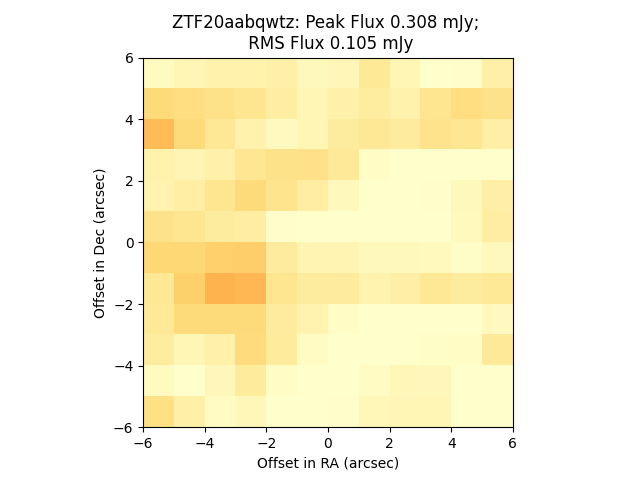 ZTF20aabqwtz: Peak Flux 0.308 mJy;
RMS Flux 0.105 mJy
6
4
2
0
−2
−4
−6
Offset in Dec (arcsec)
−6 −4 −2 0 2 4 6
Offset in RA (arcsec)